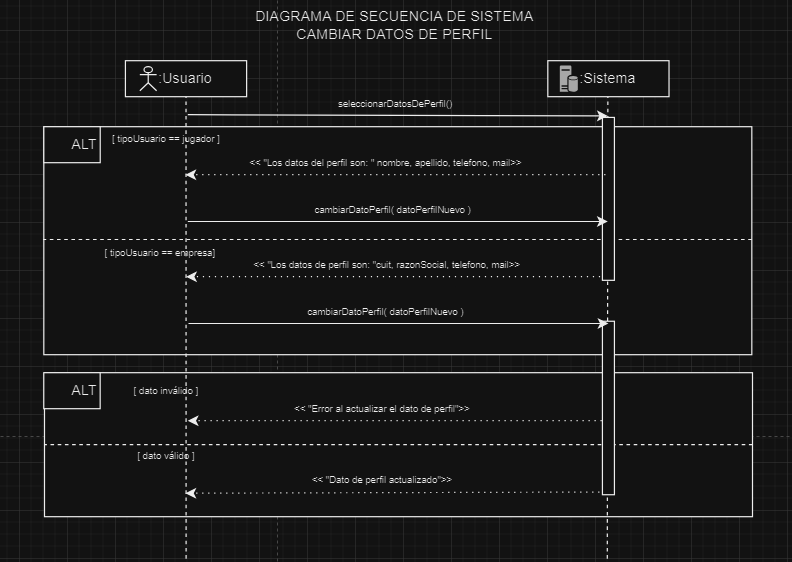 DIAGRAMA DE SECUENCIA DE SISTEMA
CAMBIAR DATOS DE PERFIL
:Usuario
:Sistema
seleccionarDatosDePerfil()
ALT
[ tipoUsuario == jugador ]
<< "Los datos del perfil son: " nombre, apellido, telefono, mail>>
cambiarDatoPerfil( datoPerfilNuevo )
[ tipoUsuario == empresa]
<< "Los datos de perfil son: "cuit, razonSocial, telefono, mail>>
cambiarDatoPerfil( datoPerfilNuevo )
ALT
[ dato inválido ]
<< "Error al actualizar el dato de perfil">>
[ dato válido ]
<< "Dato de perfil actualizado">>